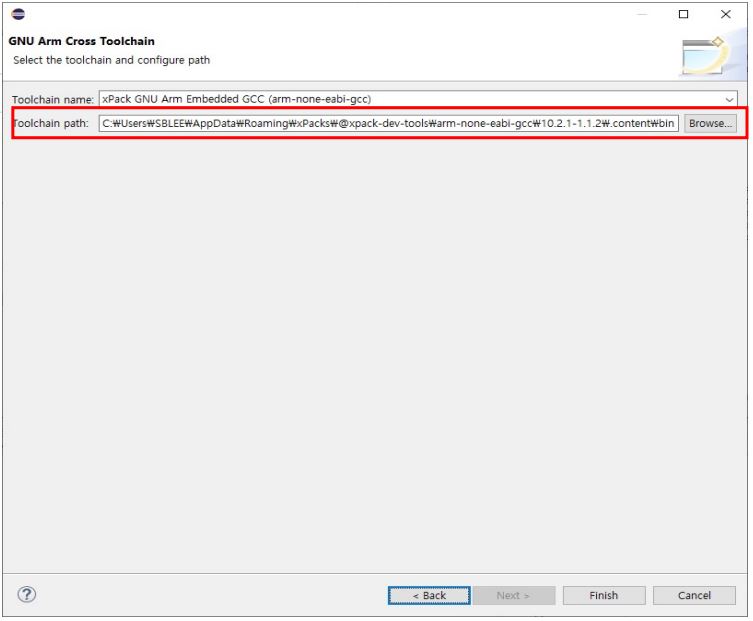 GNU Arm Cross Toolchain
Select the toolchain and configure path
Toolchain name: xPack GNU Arm Embedded GCC (arm-none-eabi-gcc)
Toolchain path: C:₩Users₩SBLEE₩AppData₩Roaming₩xPacks₩@xpack-dev-tools₩arm-none-eabi-gcc₩10.2.1-1.1.2₩.content₩bin Browse...
? < Back Next > Finish Cancel